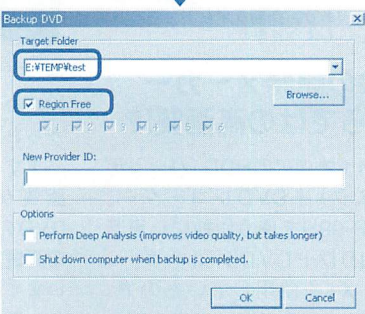 Backup DVD
Target Folder
E:¥TEMP¥test
Browse...
Region Free
1 2 3 4 5 6
New Provider ID:
Options
Perform Deep Analysis (improves video quality, but takes longer)
Shut down computer when backup is completed.
OK Cancel